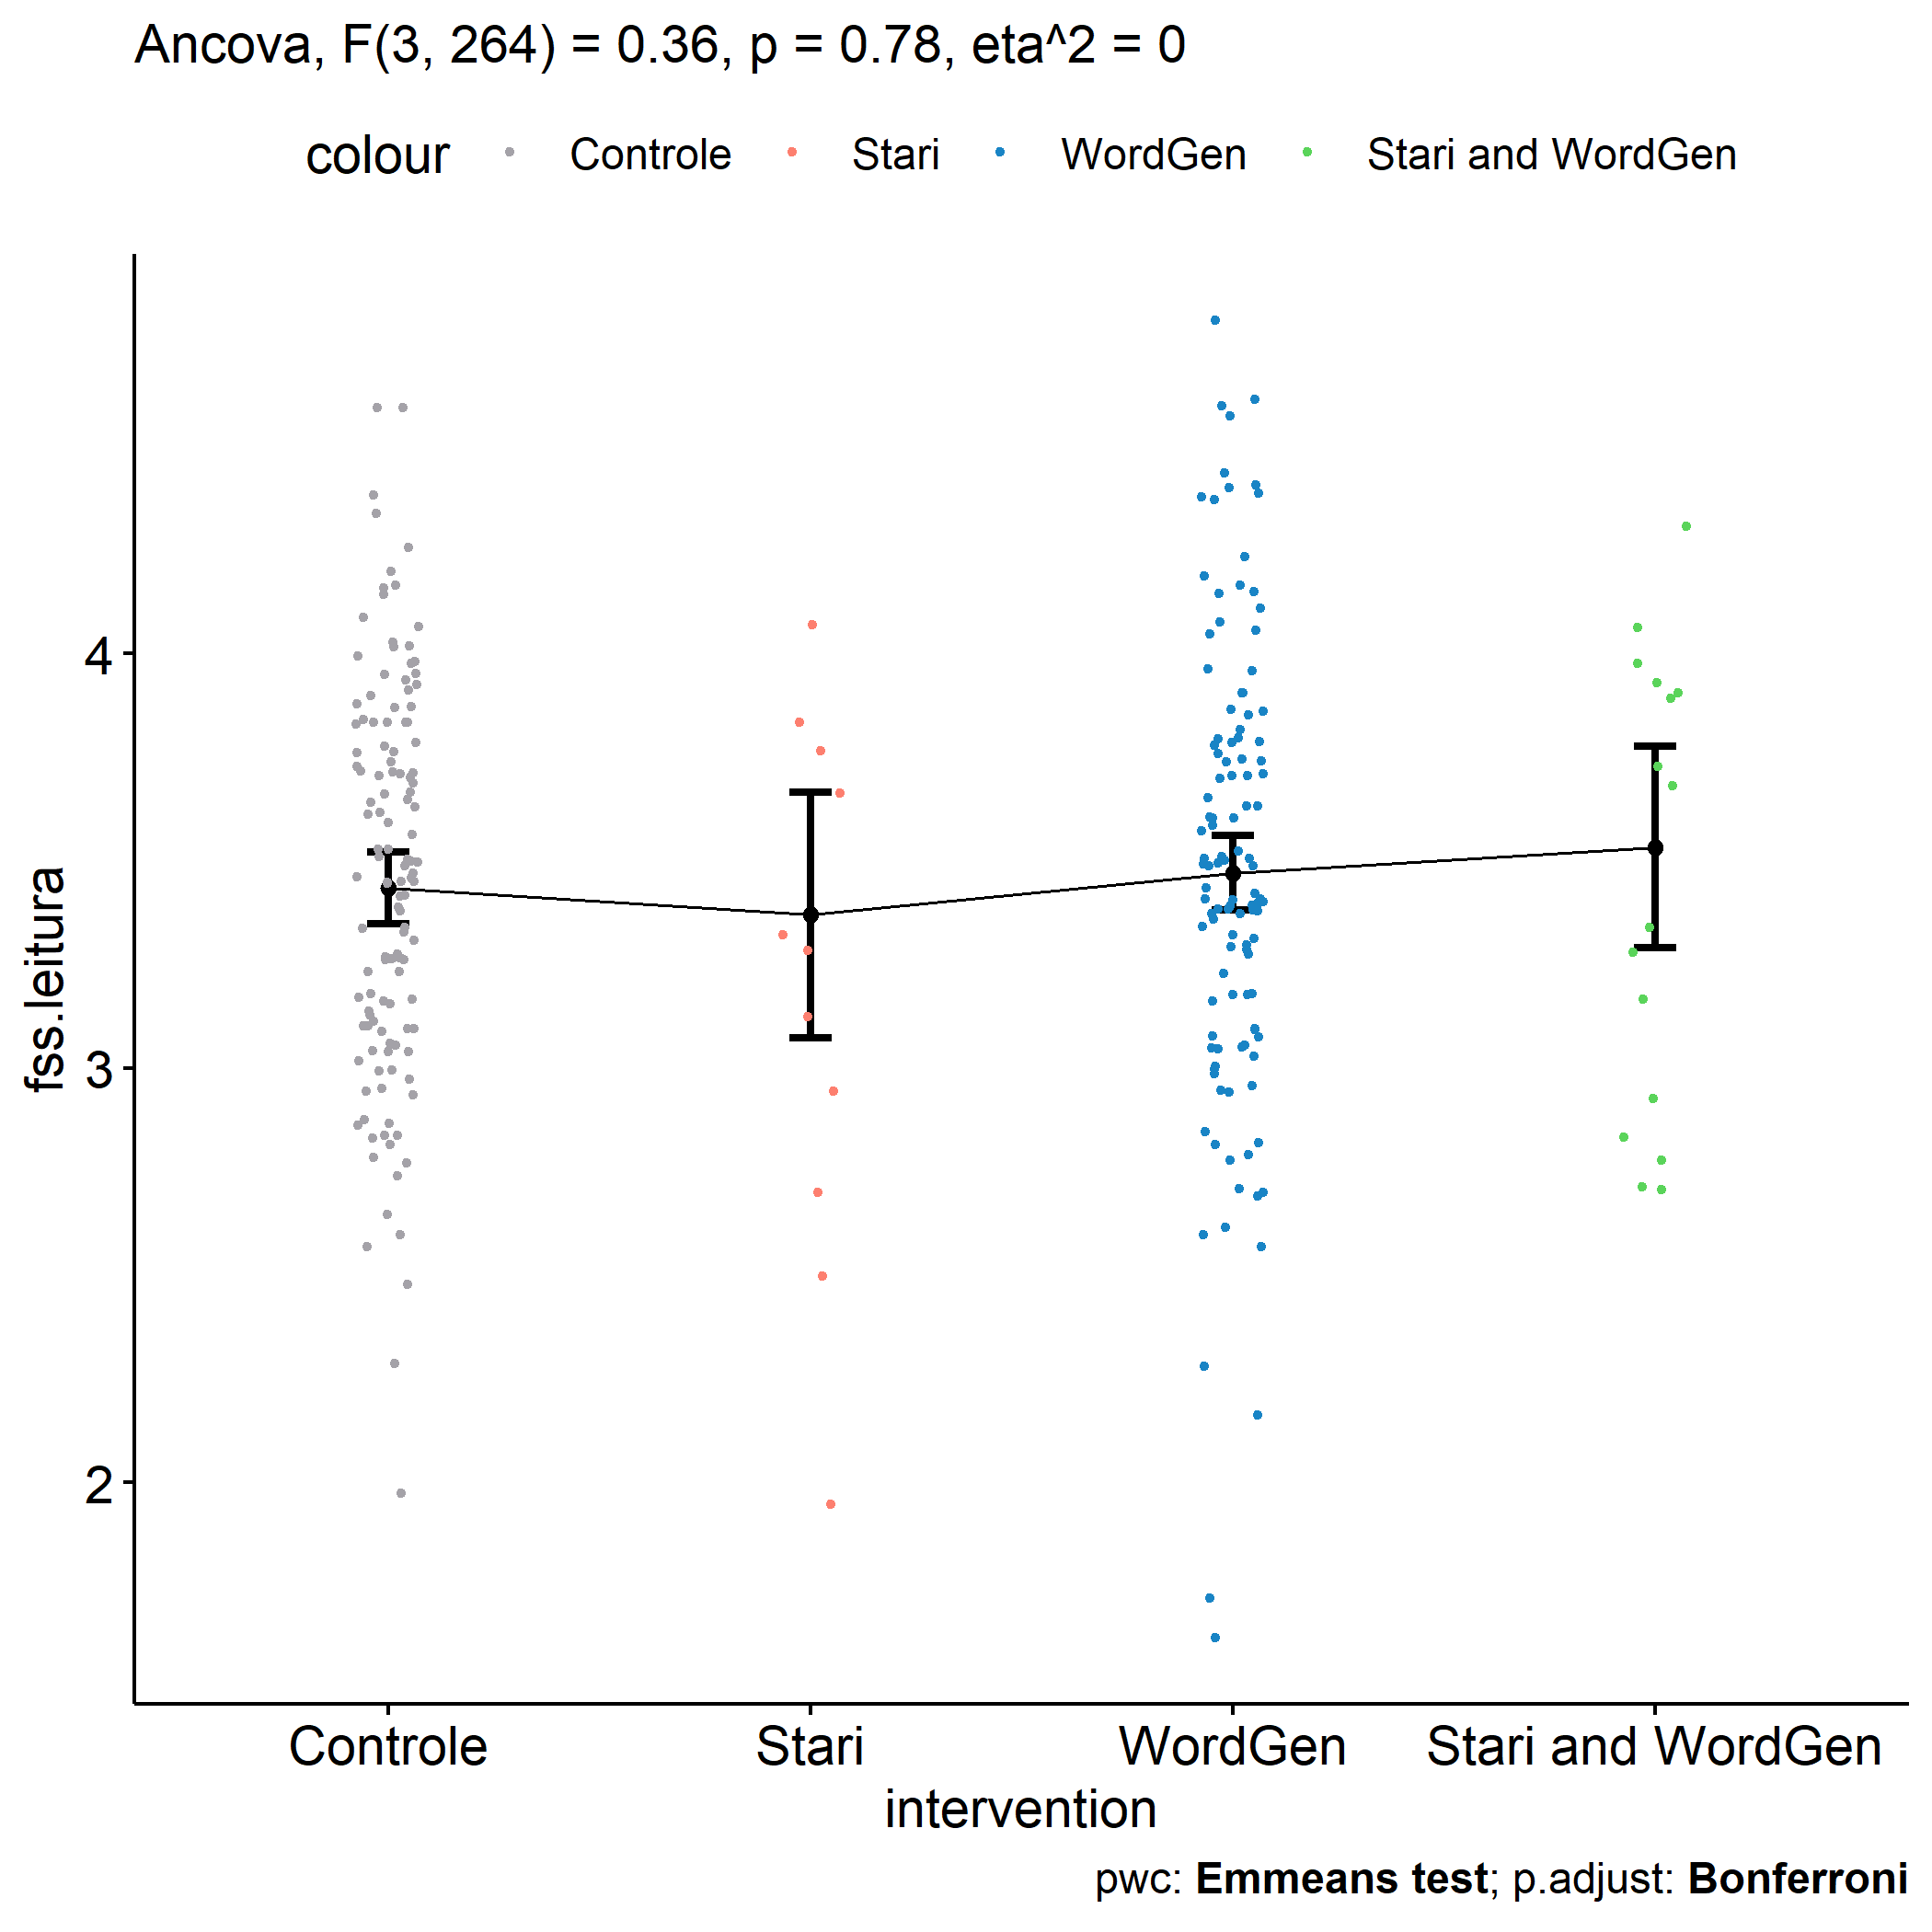 Ancova, F(3, 264) = 0.36, p = 0.78, eta^2 = 0
colour Controle Stari WordGen Stari and WordGen
fss.leitura
4
3
2
Controle Stari WordGen Stari and WordGen
intervention
pwc: Emmeans test; p.adjust: Bonferroni